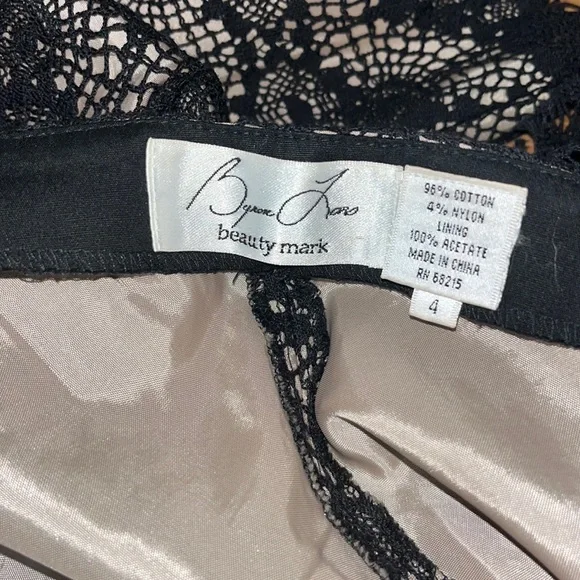 Byron Lars
beauty mark
96% COTTON
4% NYLON
LINING
100% ACETATE
MADE IN CHINA
RN 68215
4